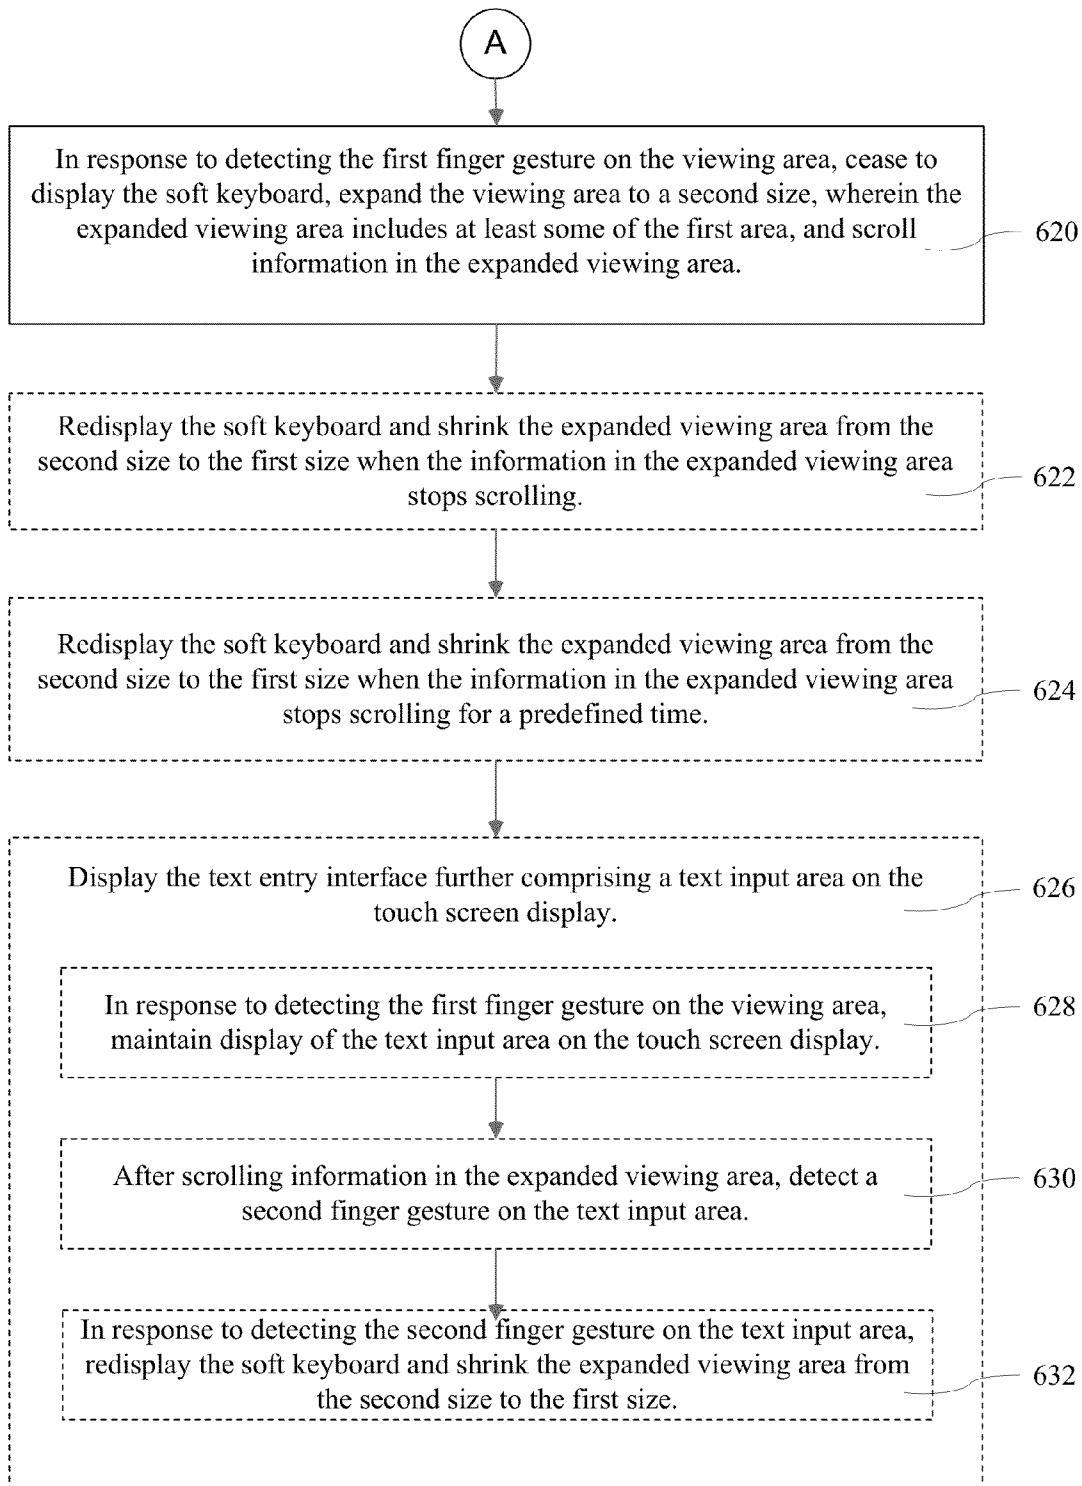 A
In response to detecting the first finger gesture on the viewing area, cease to
display the soft keyboard, expand the viewing area to a second size, wherein the
expanded viewing area includes at least some of the first area, and scroll
information in the expanded viewing area.
620
Redisplay the soft keyboard and shrink the expanded viewing area from the
second size to the first size when the information in the expanded viewing area
stops scrolling.
622
Redisplay the soft keyboard and shrink the expanded viewing area from the
second size to the first size when the information in the expanded viewing area
stops scrolling for a predefined time.
624
Display the text entry interface further comprising a text input area on the
touch screen display.
626
In response to detecting the first finger gesture on the viewing area,
maintain display of the text input area on the touch screen display.
628
After scrolling information in the expanded viewing area, detect a
second finger gesture on the text input area.
630
In response to detecting the second finger gesture on the text input area,
redisplay the soft keyboard and shrink the expanded viewing area from
the second size to the first size.
632